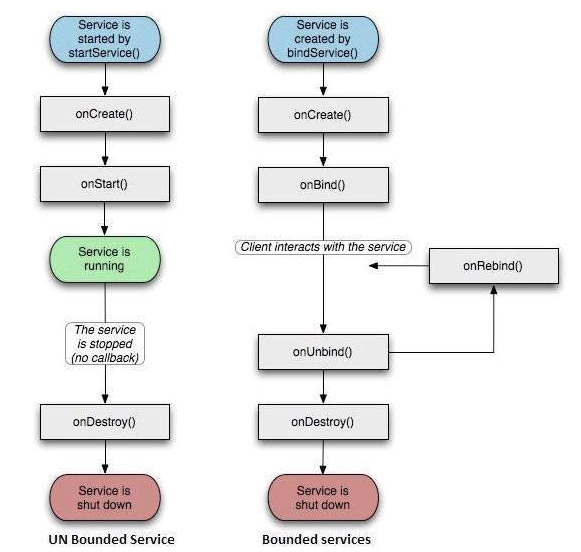 Service is
started by
startService()
onCreate()
onStart()
Service is
running
The service
is stopped
(no callback)
onDestroy()
Service is
shut down
UN Bounded Service
Service is
created by
bindService()
onCreate()
onBind()
Client interacts with the service
onRebind()
onUnbind()
onDestroy()
Service is
shut down
Bounded services